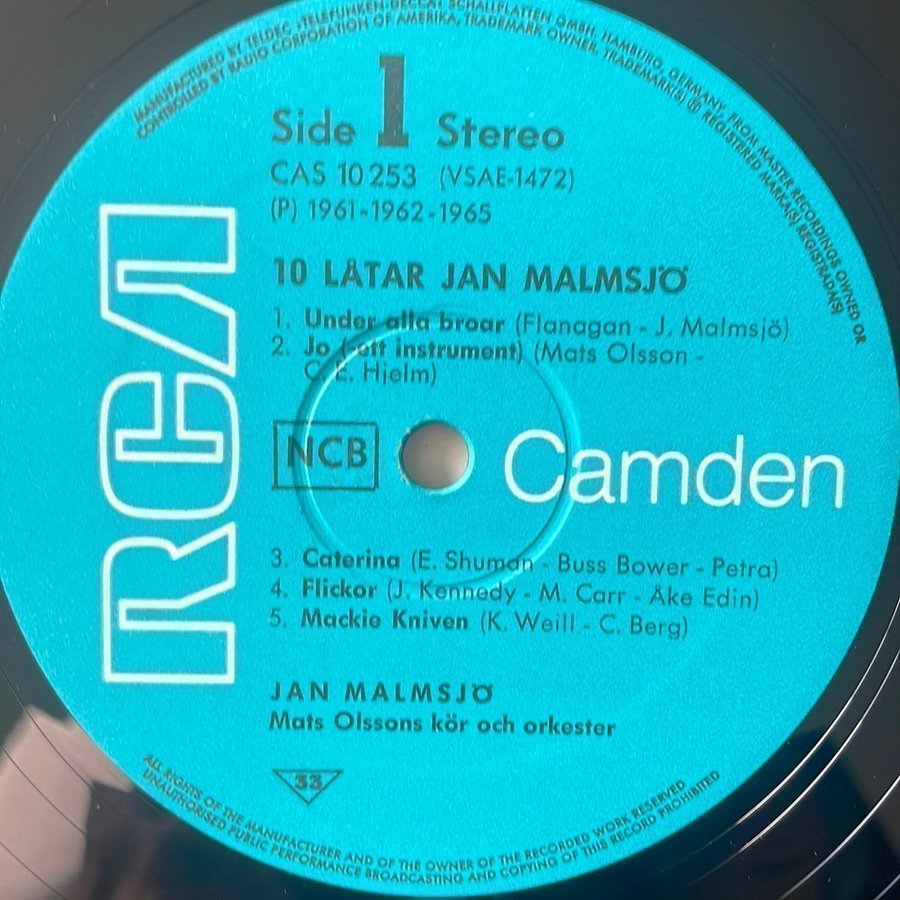 MANUFACTURED BY TELDEC »TELEFUNKEN-DECCA« SCHALLPLATTEN GMBH, HAMBURG, GERMANY, FROM MASTER RECORDINGS OWNED OR
CONTROLLED BY RADIO CORPORATION OF AMERICA, TRADEMARK OWNER, TRADEMARK(S) ® REGISTERED MARKA(S) REGISTRADA(S)
Side 1 Stereo
CAS 10 253 (VSAE-1472)
(P) 1961-1962-1965
10 LÅTAR JAN MALMSJÖ
1. Under alla broar (Flanagan - J. Malmsjö)
2. Jo (-ett instrument) (Mats Olsson -
C. E. Hjelm)
RCA
NCB
Camden
3. Caterina (E. Shuman - Buss Bower - Petra)
4. Flickor (J. Kennedy - M. Carr - Åke Edin)
5. Mackie Kniven (K. Weill - C. Berg)
JAN MALMSJÖ
Mats Olssons kör och orkester
33
ALL RIGHTS OF THE MANUFACTURER AND OF THE OWNER OF THE RECORDED WORK RESERVED
UNAUTHORISED PUBLIC PERFORMANCE BROADCASTING AND COPYING OF THIS RECORD PROHIBITED